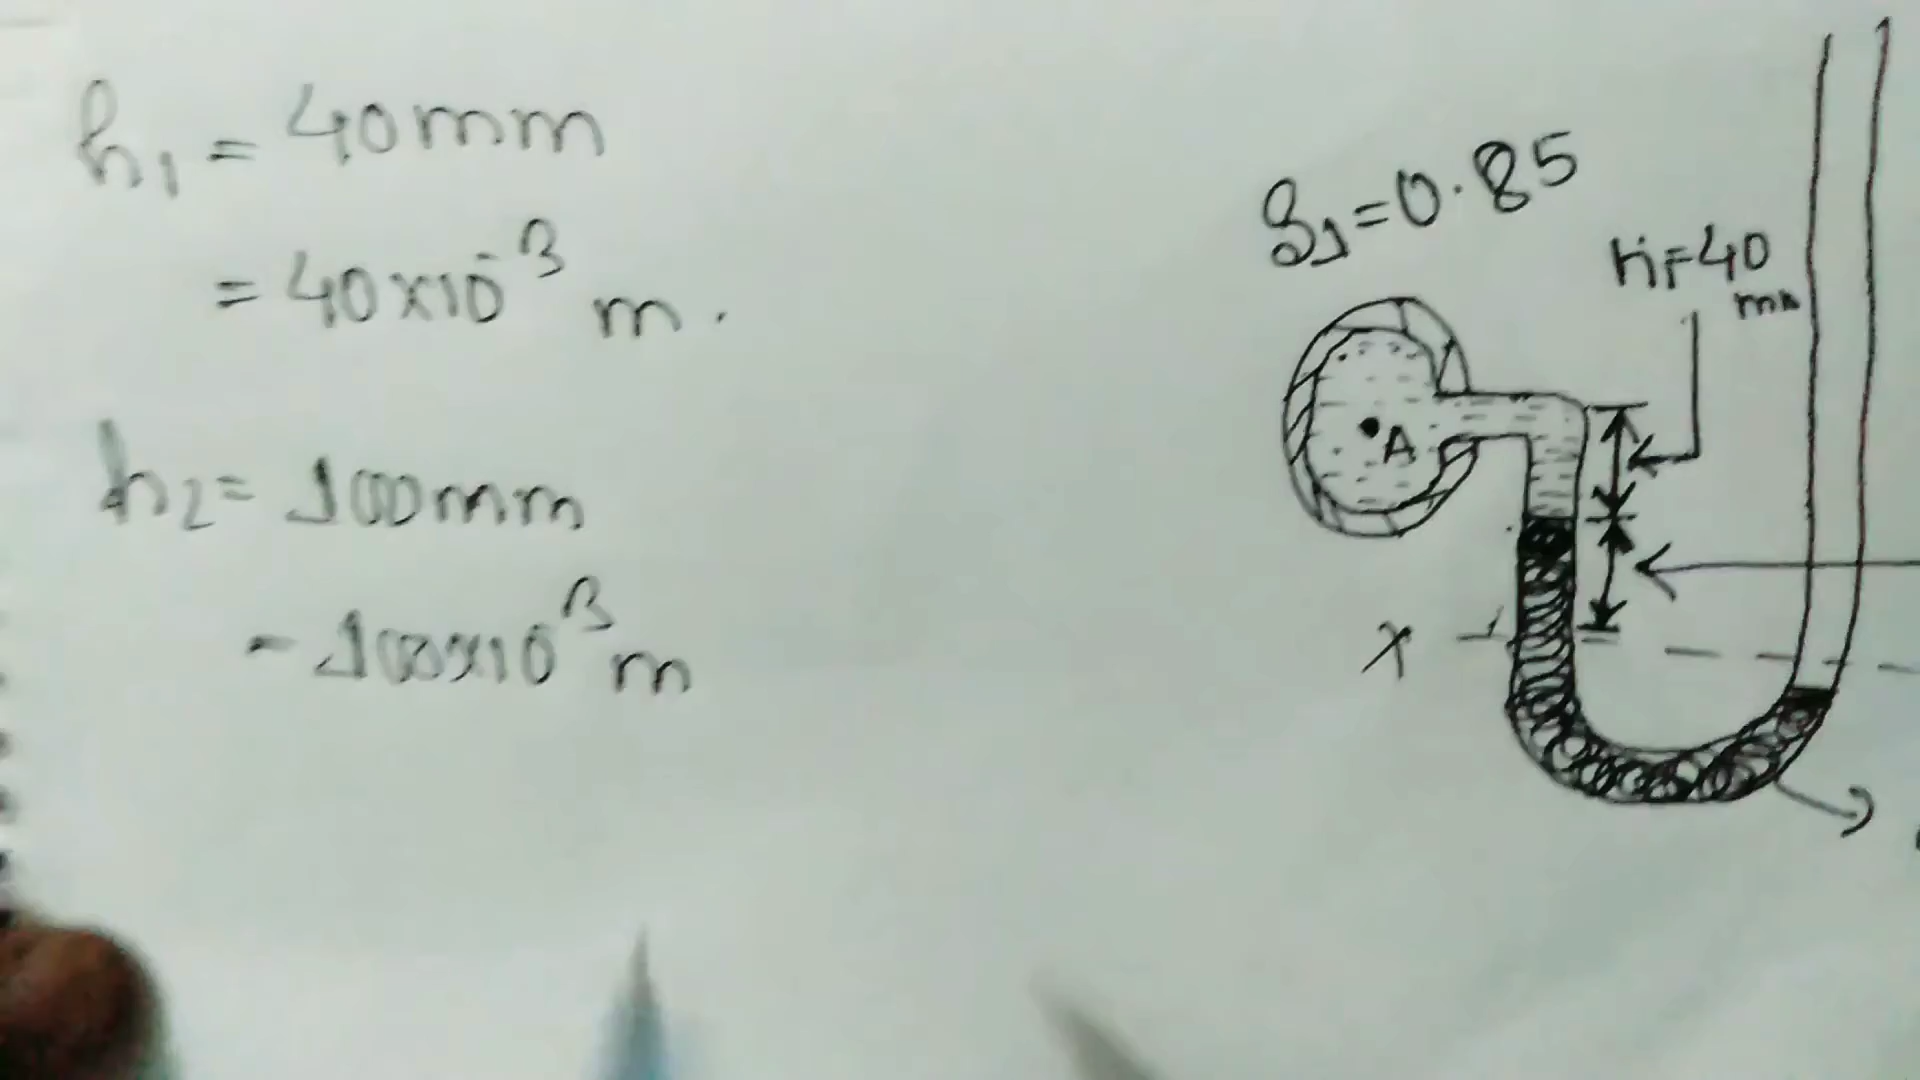 h₁ = 40mm
= 40×10⁻³ m.
h₂ = 100mm
= 100×10⁻³ m
S₁=0.85
h₁=40
mm
A
X